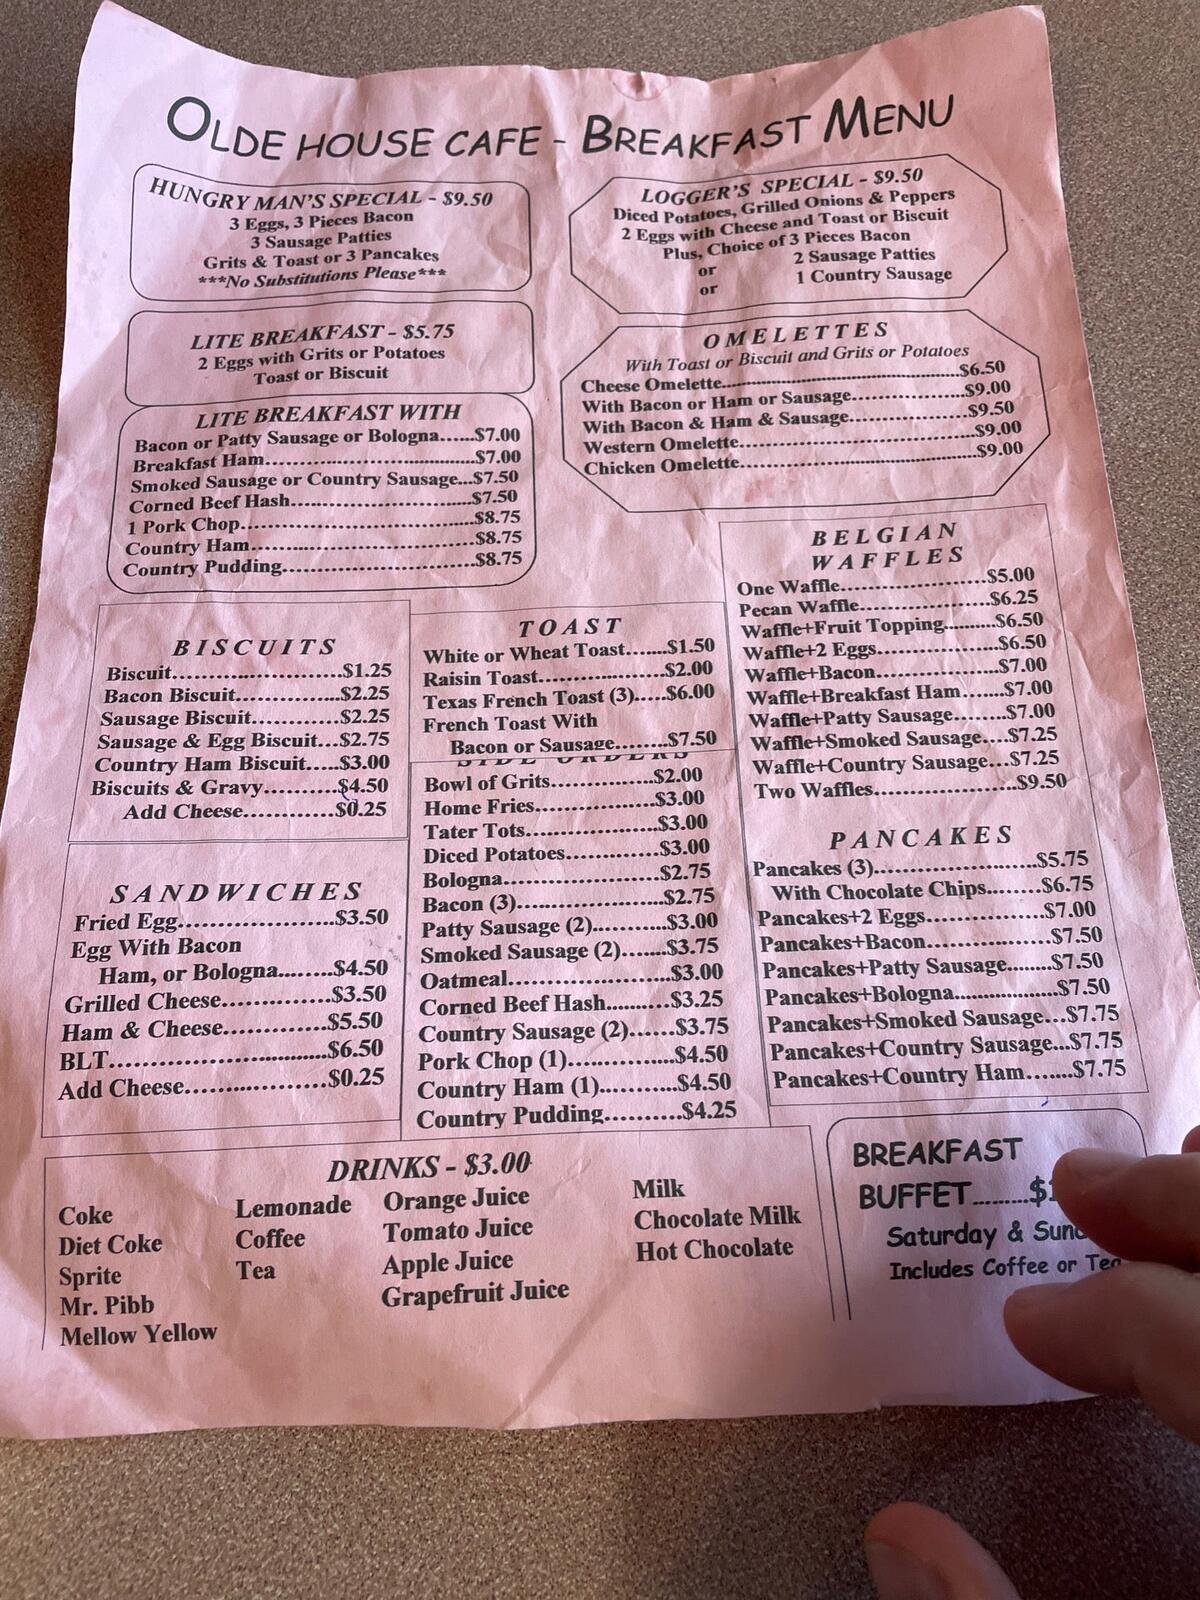 OLDE HOUSE CAFE - BREAKFAST MENU
HUNGRY MAN'S SPECIAL - $9.50
3 Eggs, 3 Pieces Bacon
3 Sausage Patties
Grits & Toast or 3 Pancakes
***No Substitutions Please***
LOGGER'S SPECIAL - $9.50
Diced Potatoes, Grilled Onions & Peppers
2 Eggs with Cheese and Toast or Biscuit
Plus, Choice of 3 Pieces Bacon
or 2 Sausage Patties
or 1 Country Sausage
LITE BREAKFAST - $5.75
2 Eggs with Grits or Potatoes
Toast or Biscuit
LITE BREAKFAST WITH
Bacon or Patty Sausage or Bologna......$7.00
Breakfast Ham..............................$7.00
Smoked Sausage or Country Sausage...$7.50
Corned Beef Hash..........................$7.50
1 Pork Chop.................................$8.75
Country Ham................................$8.75
Country Pudding............................$8.75
OMELETTES
With Toast or Biscuit and Grits or Potatoes
Cheese Omelette..............................$6.50
With Bacon or Ham or Sausage..................$9.00
With Bacon & Ham & Sausage..................$9.50
Western Omelette..............................$9.00
Chicken Omelette..............................$9.00
BISCUITS
Biscuit..........................$1.25
Bacon Biscuit................$2.25
Sausage Biscuit.............$2.25
Sausage & Egg Biscuit...$2.75
Country Ham Biscuit.....$3.00
Biscuits & Gravy...........$4.50
Add Cheese.............$0.25
TOAST
White or Wheat Toast.......$1.50
Raisin Toast...................$2.00
Texas French Toast (3).....$6.00
French Toast With
Bacon or Sausage........$7.50
BELGIAN
WAFFLES
One Waffle......................$5.00
Pecan Waffle...................$6.25
Waffle+Fruit Topping..........$6.50
Waffle+2 Eggs..................$6.50
Waffle+Bacon...................$7.00
Waffle+Breakfast Ham.......$7.00
Waffle+Patty Sausage........$7.00
Waffle+Smoked Sausage....$7.25
Waffle+Country Sausage...$7.25
Two Waffles.....................$9.50
SANDWICHES
Fried Egg.......................$3.50
Egg With Bacon
Ham, or Bologna........$4.50
Grilled Cheese................$3.50
Ham & Cheese...............$5.50
BLT..............................$6.50
Add Cheese...................$0.25
SIDE ORDERS
Bowl of Grits..................$2.00
Home Fries....................$3.00
Tater Tots......................$3.00
Diced Potatoes...............$3.00
Bologna.........................$2.75
Bacon (3).......................$2.75
Patty Sausage (2)............$3.00
Smoked Sausage (2).......$3.75
Oatmeal........................$3.00
Corned Beef Hash..........$3.25
Country Sausage (2)......$3.75
Pork Chop (1)................$4.50
Country Ham (1)...........$4.50
Country Pudding...........$4.25
PANCAKES
Pancakes (3).....................$5.75
With Chocolate Chips........$6.75
Pancakes+2 Eggs................$7.00
Pancakes+Bacon................$7.50
Pancakes+Patty Sausage........$7.50
Pancakes+Bologna...............$7.50
Pancakes+Smoked Sausage...$7.75
Pancakes+Country Sausage...$7.75
Pancakes+Country Ham.......$7.75
DRINKS - $3.00
Coke
Diet Coke
Sprite
Mr. Pibb
Mellow Yellow
Lemonade
Coffee
Tea
Orange Juice
Tomato Juice
Apple Juice
Grapefruit Juice
Milk
Chocolate Milk
Hot Chocolate
BREAKFAST
BUFFET.........$
Saturday &
Includes Coffee or Tea